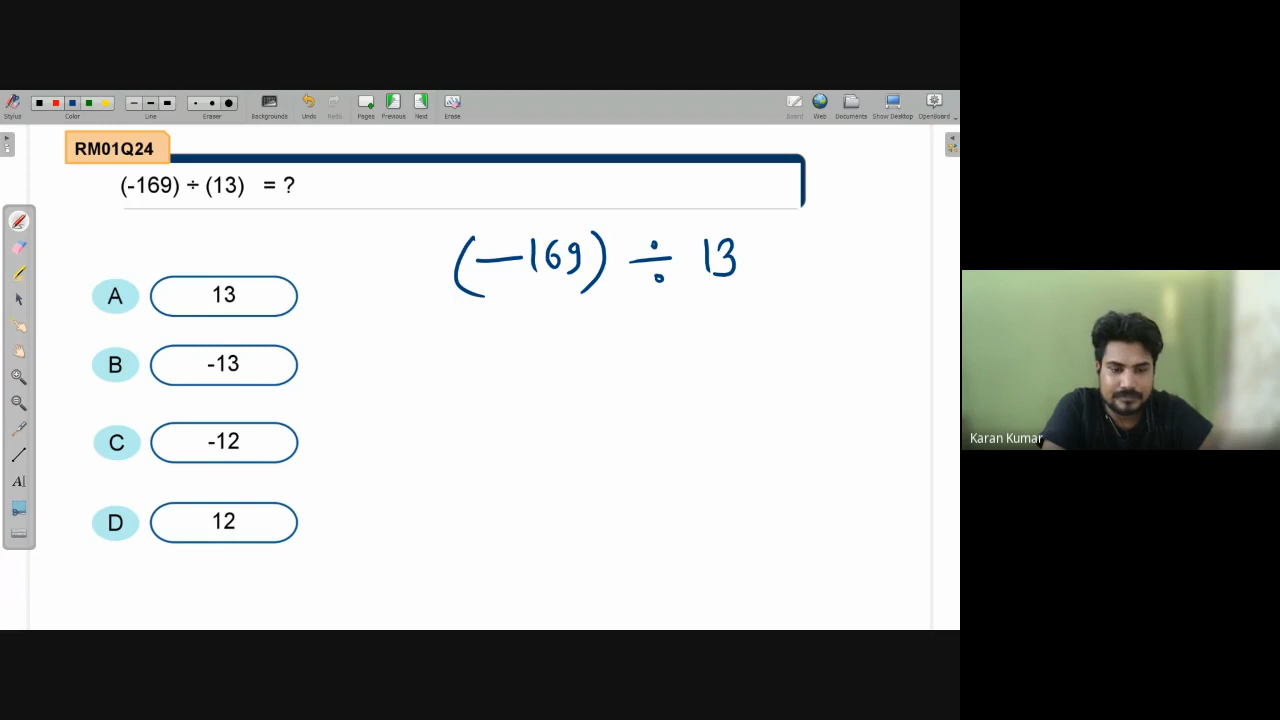 Stylus Color Line Eraser Backgrounds Undo Redo Pages Previous Next Erase Board Web Documents Show Desktop OpenBoard
RM01Q24
(-169) ÷ (13) = ?
(-169) ÷ 13
A 13
B -13
C -12
D 12
Karan Kumar